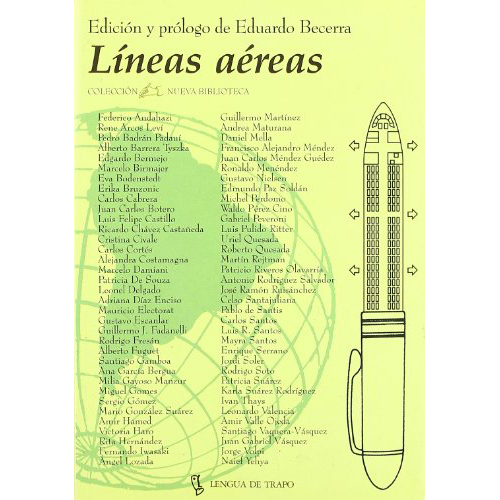 Edición y prólogo de Eduardo Becerra
Líneas aéreas
COLECCIÓN NUEVA BIBLIOTECA
Federico Andahazi
Rene Arcos Leví
Pedro Badrán Padauí
Alberto Barrera Tyszka
Edgardo Bermejo
Marcelo Birmajer
Eva Bodenstedt
Erika Bruzonic
Carlos Cabrera
Juan Carlos Botero
Luis Felipe Castillo
Ricardo Chávez Castañeda
Cristina Civale
Carlos Cortés
Alejandra Costamagna
Marcelo Damiani
Patricia De Souza
Leonel Delgado
Adriana Díaz Enciso
Mauricio Electorat
Gustavo Escanlar
Guillermo J. Fadanelli
Rodrigo Fresán
Alberto Fuguet
Santiago Gamboa
Ana García Bergua
Milia Gayoso Manzur
Miguel Gomes
Sergio Gómez
Mario González Suárez
Amir Hamed
Victoria Haro
Rita Hernández
Fernando Iwasaki
Ángel Lozada
Guillermo Martínez
Andrea Maturana
Daniel Mella
Francisco Alejandro Méndez
Juan Carlos Méndez Guédez
Ronaldo Menéndez
Gustavo Nielsen
Edmundo Paz Soldán
Michel Perdomo
Waldo Pérez Cino
Gabriel Peveroni
Luis Pulido Ritter
Uriel Quesada
Roberto Quesada
Martín Rejtman
Patricio Riveros Olavarría
Antonio Rodríguez Salvador
José Ramón Ruisánchez
Celso Santajuliana
Pablo de Santis
Carlos Santos
Luis R. Santos
Mayra Santos
Enrique Serrano
Jordi Soler
Rodrigo Soto
Patricia Suárez
Karla Suárez Rodríguez
Ivan Thays
Leonardo Valencia
Amir Valle Ojeda
Santiago Vaquera-Vásquez
Juan Gabriel Vásquez
Jorge Volpi
Naief Yehya
LENGUA DE TRAPO